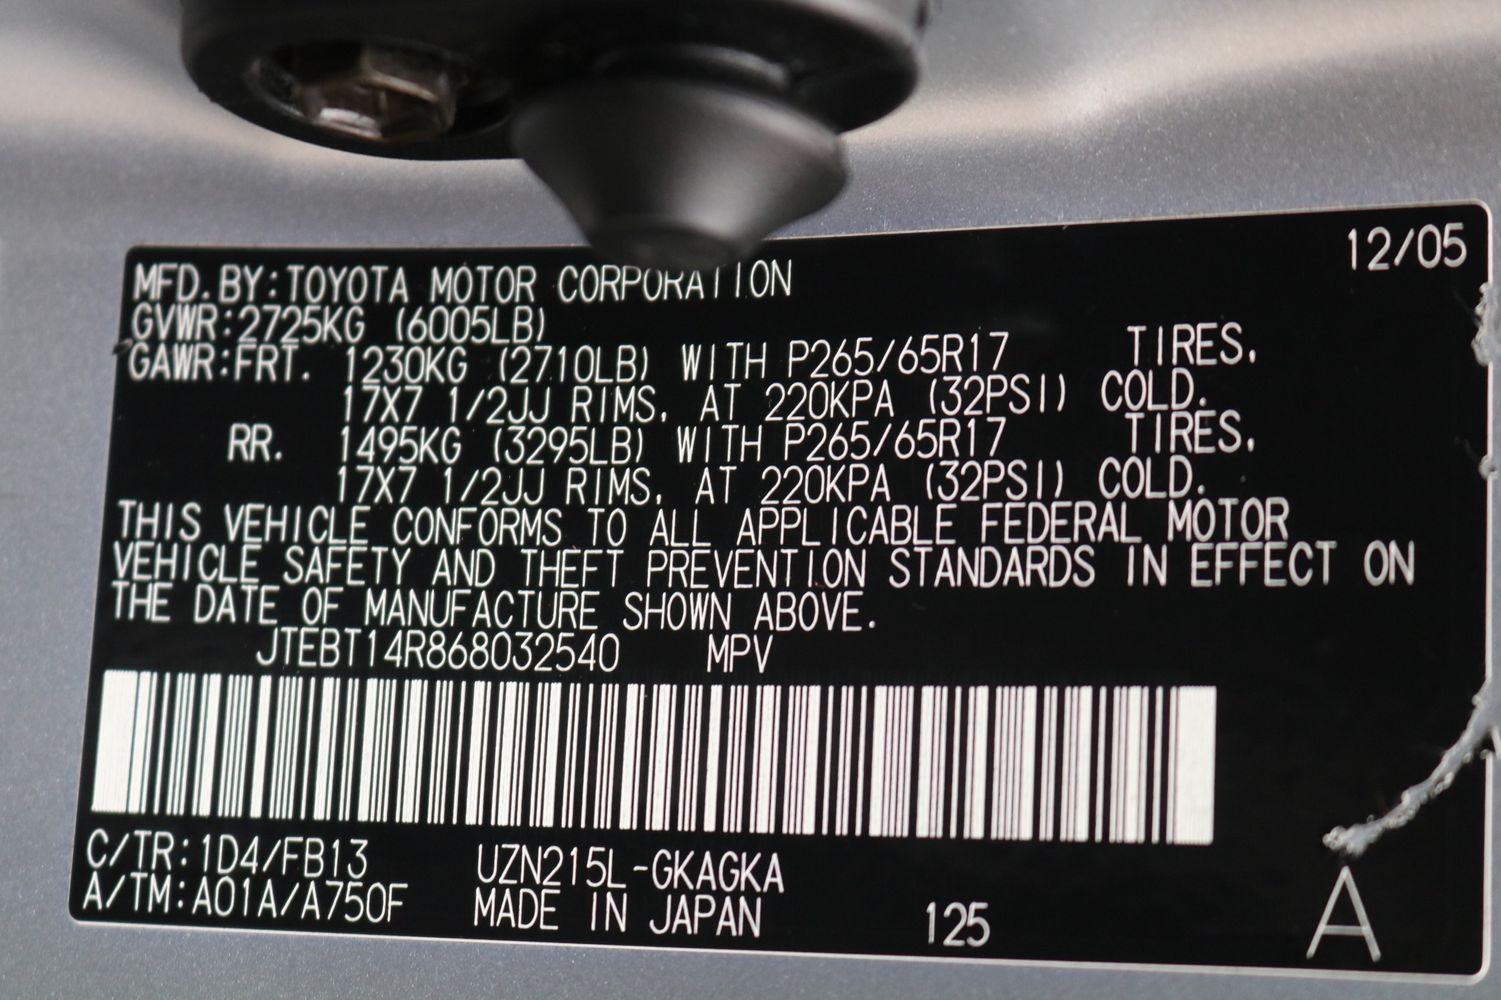 12/05
MFD.BY:TOYOTA MOTOR CORPORATION
GVWR:2725KG (6005LB)
GAWR:FRT. 1230KG (2710LB) WITH P265/65R17 TIRES,
17X7 1/2JJ RIMS, AT 220KPA (32PSI) COLD.
RR. 1495KG (3295LB) WITH P265/65R17 TIRES,
17X7 1/2JJ RIMS, AT 220KPA (32PSI) COLD.
THIS VEHICLE CONFORMS TO ALL APPLICABLE FEDERAL MOTOR
VEHICLE SAFETY AND THEFT PREVENTION STANDARDS IN EFFECT ON
THE DATE OF MANUFACTURE SHOWN ABOVE.
JTEBT14R868032540 MPV
C/TR:1D4/FB13 UZN215L-GKAGKA
A/TM:A01A/A750F MADE IN JAPAN 125 A